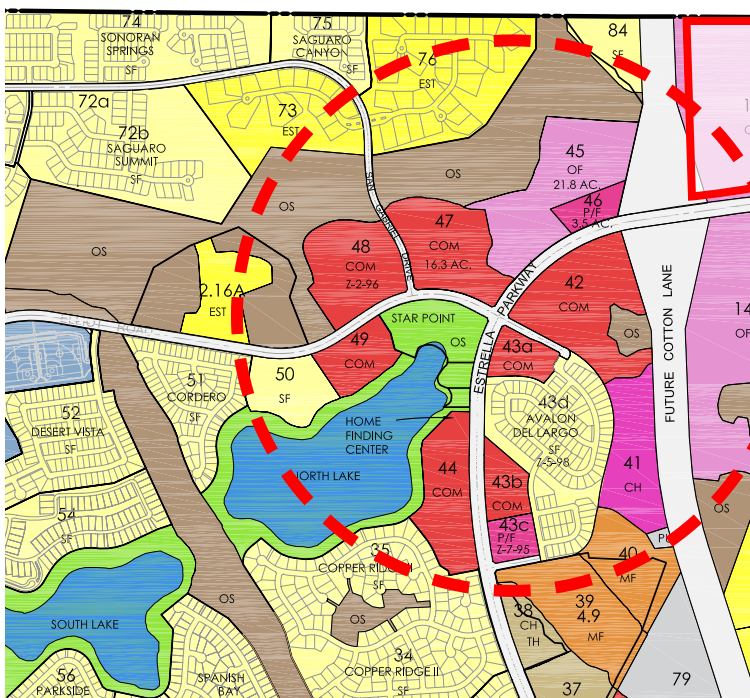 74
SONORAN
SPRINGS
SF
75
SAGUARO
CANYON
SF
76
EST
84
SF
72a
72b
SAGUARO
SUMMIT
SF
73
EST
45
OF
21.8 AC.
46
P/F
3.5 AC.
OS
OS
OS
48
COM
Z-2-96
47
COM
16.3 AC.
SAN GABRIEL DRIVE
2.16A
EST
42
COM
OS
14
OF
ELLIOT ROAD
STAR POINT
OS
ESTRELLA PARKWAY
FUTURE COTTON LANE
49
COM
43a
COM
51
CORDERO
SF
50
SF
43d
AVALON
DEL LARGO
SF
Z-5-98
52
DESERT VISTA
SF
HOME
FINDING
CENTER
NORTH LAKE
44
COM
43b
COM
41
CH
43c
P/F
Z-7-95
OS
54
SF
35
COPPER RIDGE II
SF
40
MF
39
4.9
MF
38
CH
TH
OS
OS
SOUTH LAKE
34
COPPER RIDGE II
SF
56
PARKSIDE
SPANISH
BAY
37
79